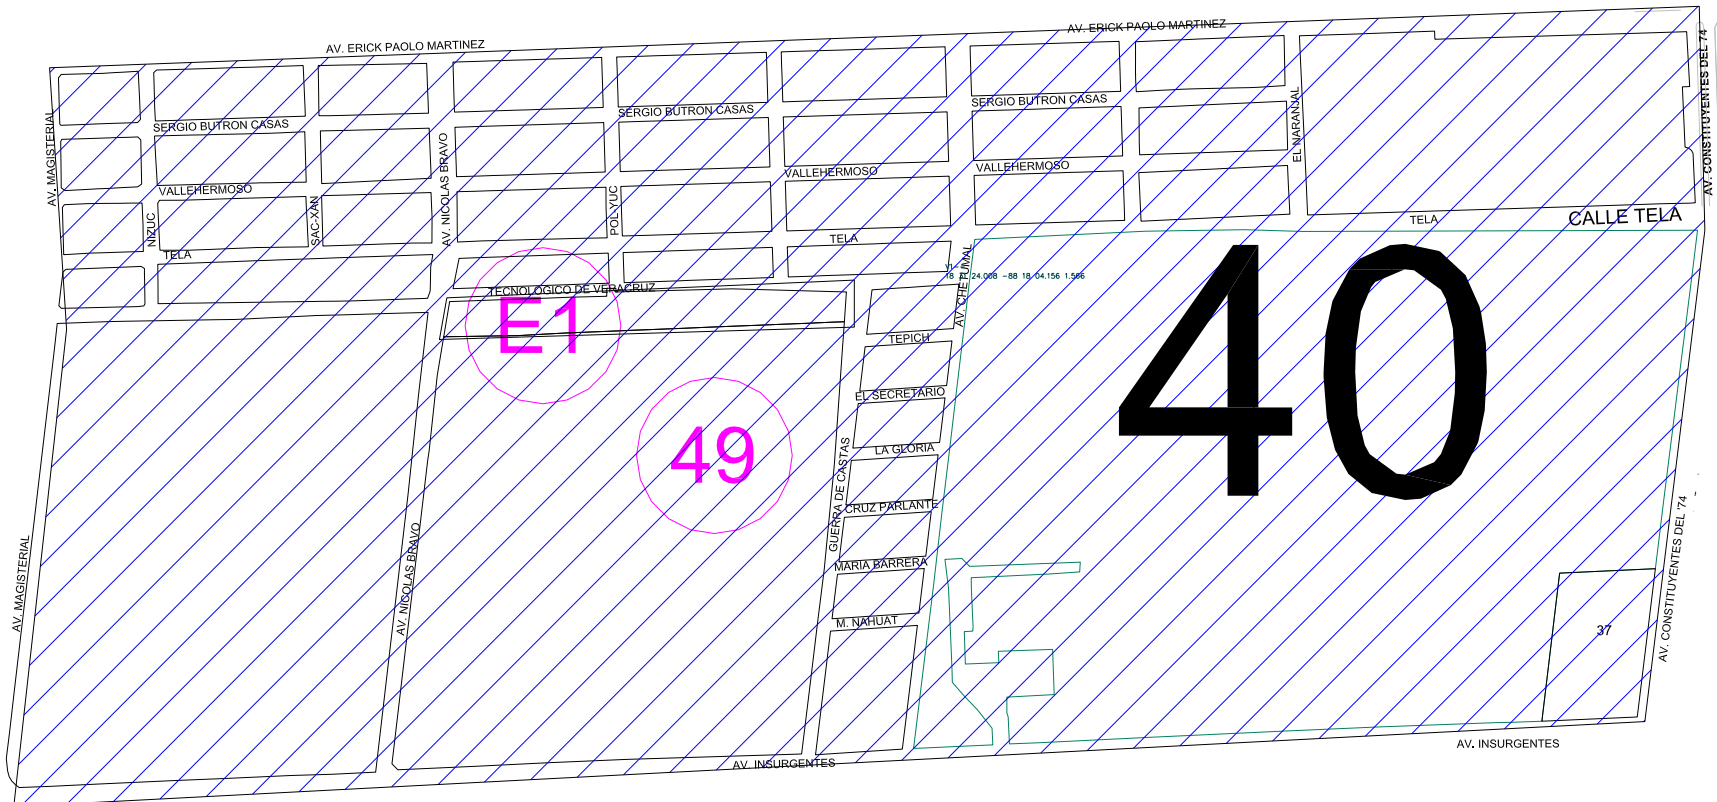 AV. ERICK PAOLO MARTINEZ
AV. ERICK PAOLO MARTINEZ
AV. CONSTITUYENTES DEL 74
SERGIO BUTRON CASAS
SERGIO BUTRON CASAS
SERGIO BUTRON CASAS
AV. MAGISTERIAL
AV. NICOLAS BRAVO
EL NARANJAL
VALLEHERMOSO
VALLEHERMOSO
VALLEHERMOSO
NIZUC
SAC-XAN
POL-YUC
TELA
TELA
TELA
CALLE TELA
AV. CHETUMAL
TECNOLOGICO DE VERACRUZ
E1
40
TEPICH
EL SECRETARIO
49
LA GLORIA
GUERRA DE CASTAS
CRUZ PARLANTE
MARIA BARRERA
M. NAHUAT
AV. MAGISTERIAL
AV. NICOLAS BRAVO
AV. CONSTITUYENTES DEL '74
37
AV. INSURGENTES
AV. INSURGENTES